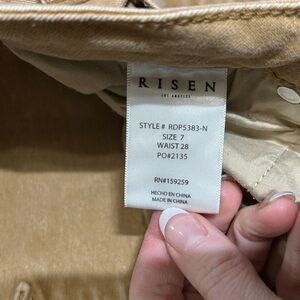 RISEN
LOS ANGELES
STYLE# RDP5383-N
SIZE 7
WAIST 28
PO#2135
RN#159259
HECHO EN CHINA
MADE IN CHINA